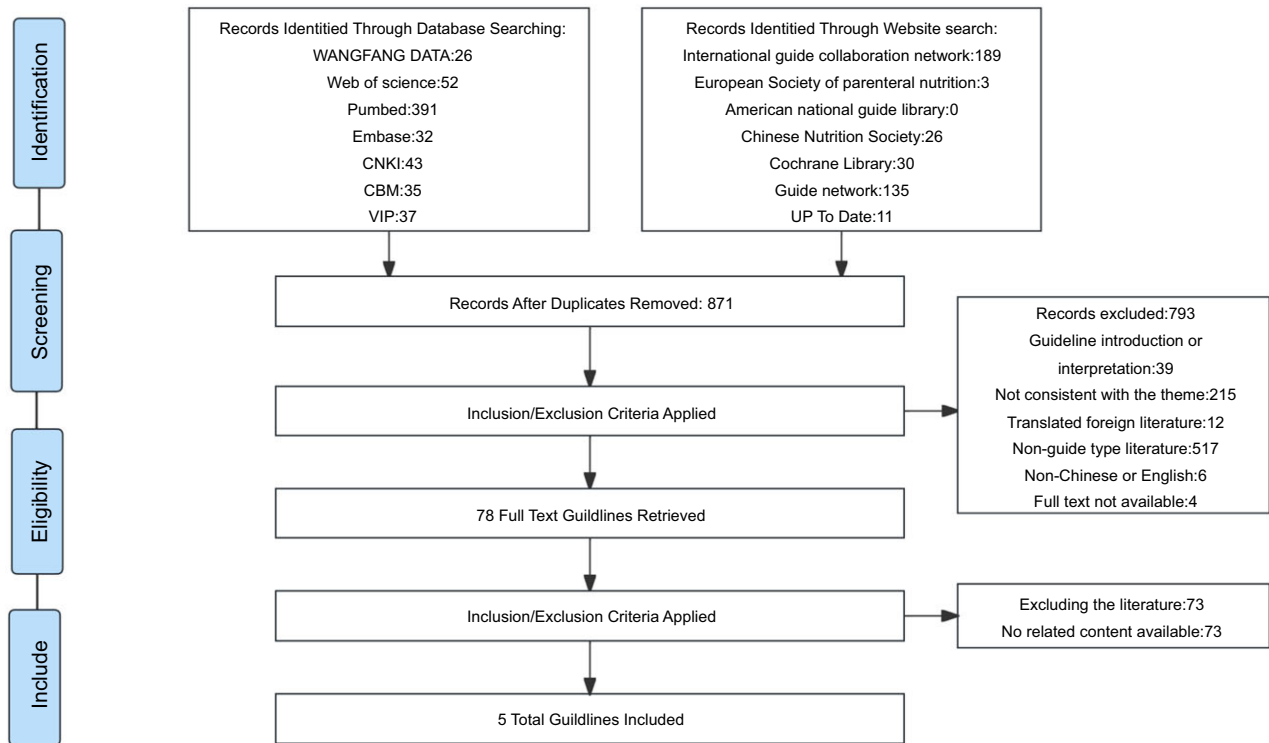 Identification
Records Identitied Through Database Searching:
WANGFANG DATA:26
Web of science:52
Pumbed:391
Embase:32
CNKI:43
CBM:35
VIP:37
Records Identitied Through Website search:
International guide collaboration network:189
European Society of parenteral nutrition:3
American national guide library:0
Chinese Nutrition Society:26
Cochrane Library:30
Guide network:135
UP To Date:11
Screening
Records After Duplicates Removed: 871
Inclusion/Exclusion Criteria Applied
Records excluded:793
Guideline introduction or
interpretation:39
Not consistent with the theme:215
Translated foreign literature:12
Non-guide type literature:517
Non-Chinese or English:6
Full text not available:4
Eligibility
78 Full Text Guildlines Retrieved
Inclusion/Exclusion Criteria Applied
Excluding the literature:73
No related content available:73
Include
5 Total Guildlines Included